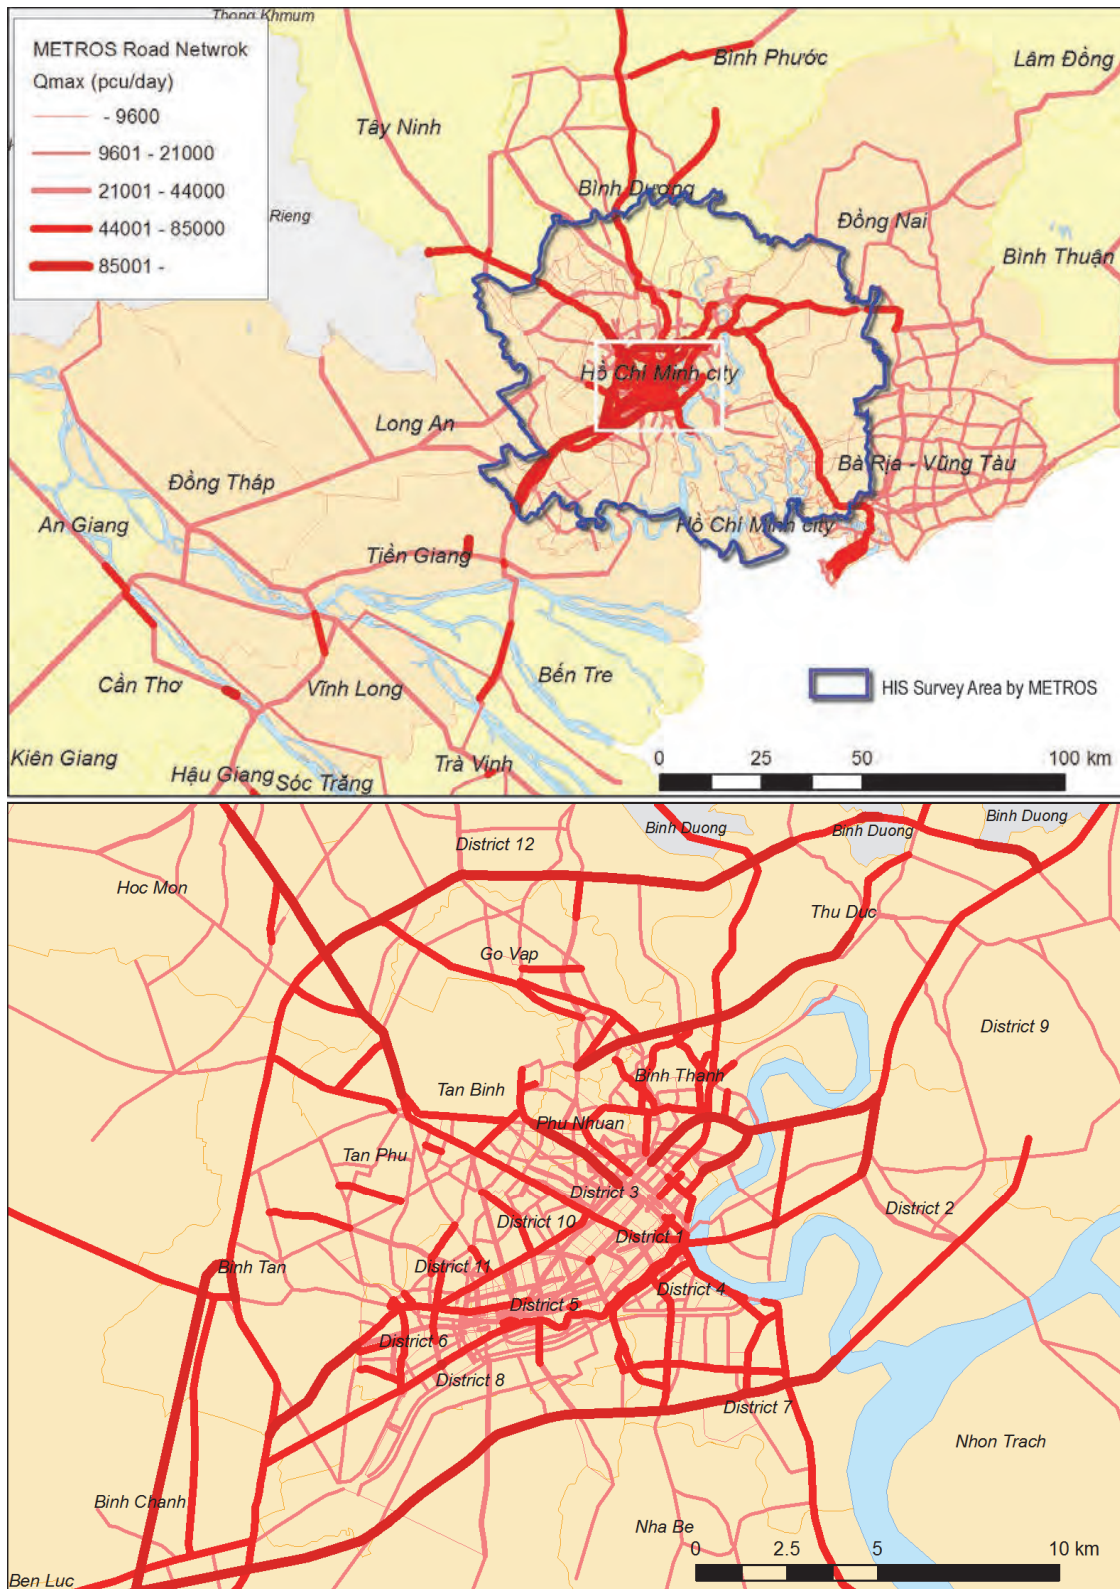 Thong Khmum
METROS Road Netwrok
Qmax (pcu/day)
- 9600
9601 - 21000
21001 - 44000
44001 - 85000
85001 -
Bình Phước
Lâm Đồng
Tây Ninh
Rieng
Bình Dương
Đồng Nai
Bình Thuận
Hồ Chí Minh city
Long An
Bà Rịa - Vũng Tàu
Đồng Tháp
An Giang
Hồ Chí Minh city
Tiền Giang
Cần Thơ
Vĩnh Long
Bến Tre
HIS Survey Area by METROS
Kiên Giang
Hậu Giang
Sóc Trăng
Trà Vinh
0 25 50 100 km
Binh Duong
Binh Duong
Binh Duong
District 12
Hoc Mon
Thu Duc
Go Vap
District 9
Tan Binh
Binh Thanh
Phu Nhuan
Tan Phu
District 3
District 2
District 10
District 1
Binh Tan
District 11
District 4
District 5
District 6
District 8
District 7
Nhon Trach
Binh Chanh
Nha Be
0 2.5 5 10 km
Ben Luc